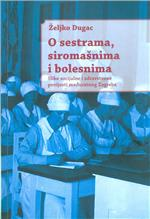 Željko Dugac
O sestrama,
siromašnima
i bolesnima
Slike socijalne i zdravstvene
povijesti međuratnog Zagreba